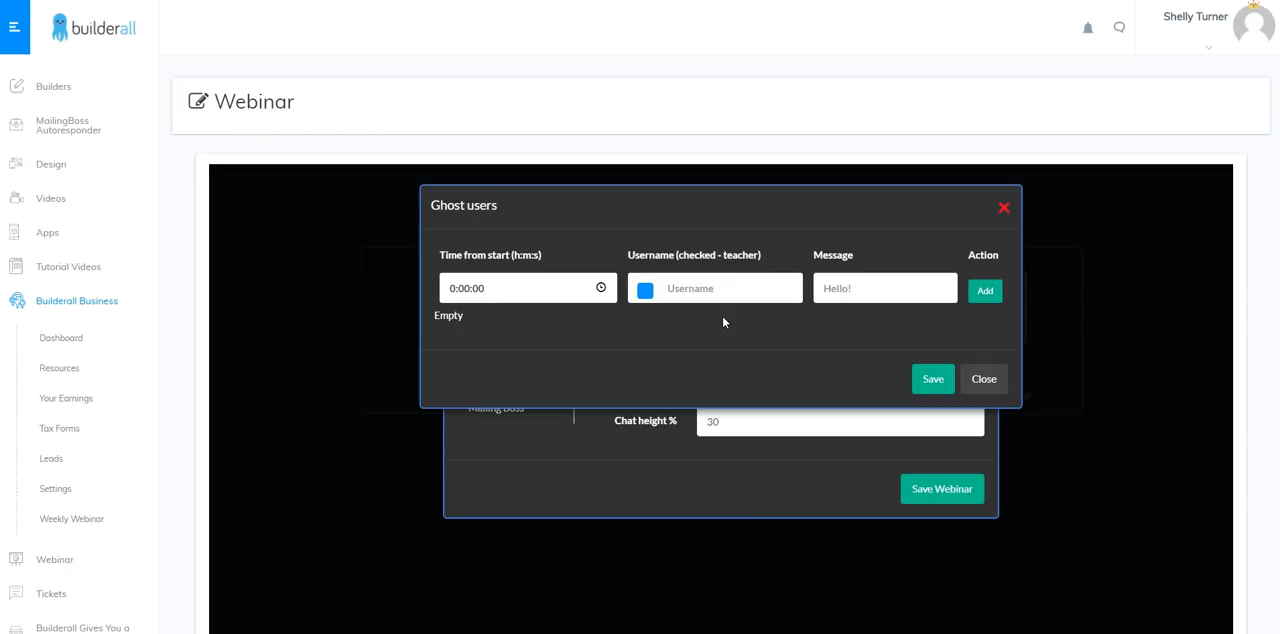 builderall
Shelly Turner
Builders
MailingBoss
Autoresponder
Design
Videos
Apps
Tutorial Videos
Builderall Business
Dashboard
Resources
Your Earnings
Tax Forms
Leads
Settings
Weekly Webinar
Webinar
Tickets
Builderall Gives You a
Webinar
Ghost users
Time from start (h:m:s)
Username (checked - teacher)
Message
Action
0:00:00
Username
Hello!
Add
Empty
Save
Close
Mailing Boss
Chat height %
30
Save Webinar